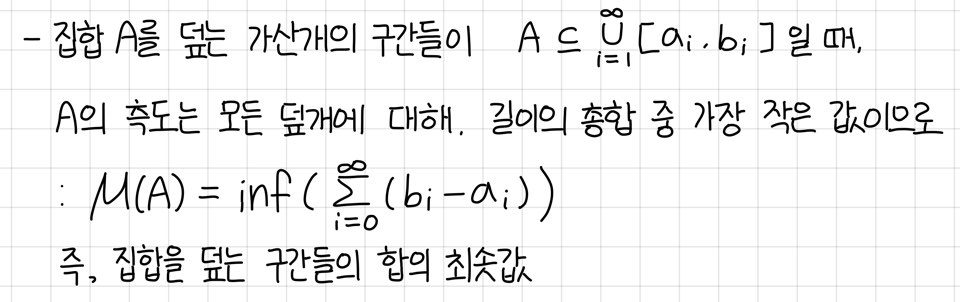 - 집합 A를 덮는 가산개의 구간들이 A ⊂ ∪_{i=1}^{∞} [a_i, b_i] 일 때,
A의 측도는 모든 덮개에 대해, 길이의 총합 중 가장 작은 값이므로
: μ(A) = inf( ∑_{i=0}^{∞} (b_i - a_i) )
즉, 집합을 덮는 구간들의 합의 최솟값